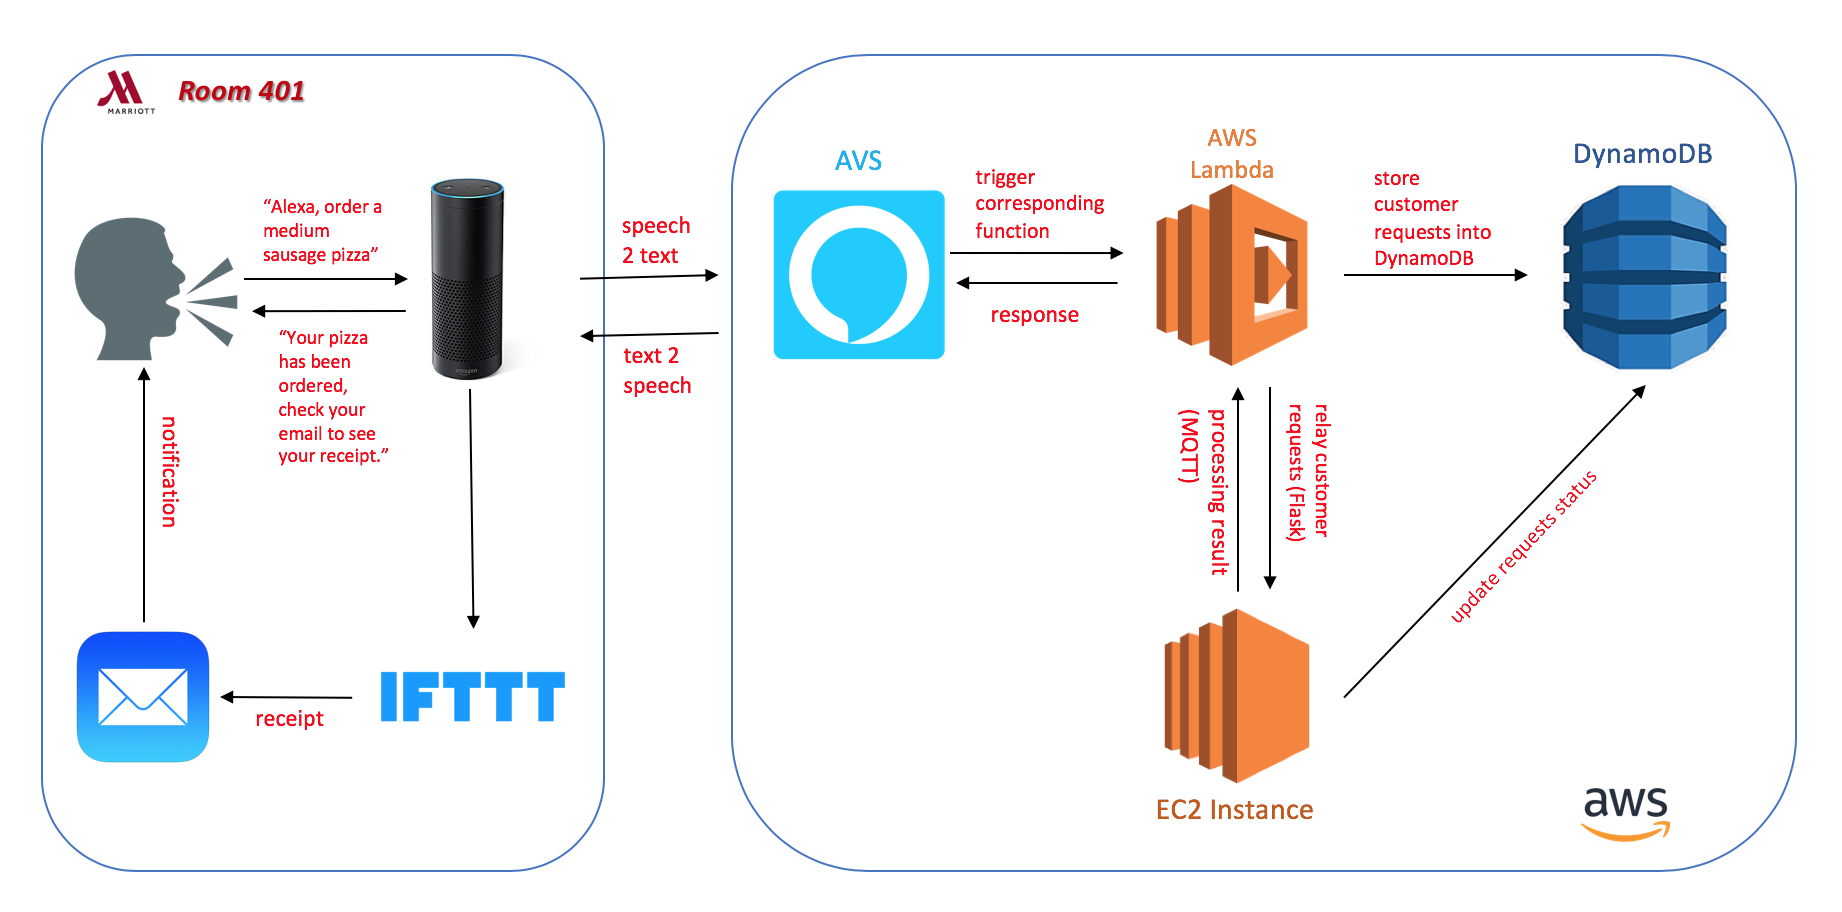 MARRIOTT
Room 401
“Alexa, order a
medium
sausage pizza”
“Your pizza
has been
ordered,
check your
email to see
your receipt.”
amazon
notification
receipt
IFTTT
speech
2 text
text 2
speech
AVS
trigger
corresponding
function
response
AWS
Lambda
store
customer
requests into
DynamoDB
DynamoDB
processing result
(MQTT)
relay customer
requests (Flask)
update requests status
EC2 Instance
aws